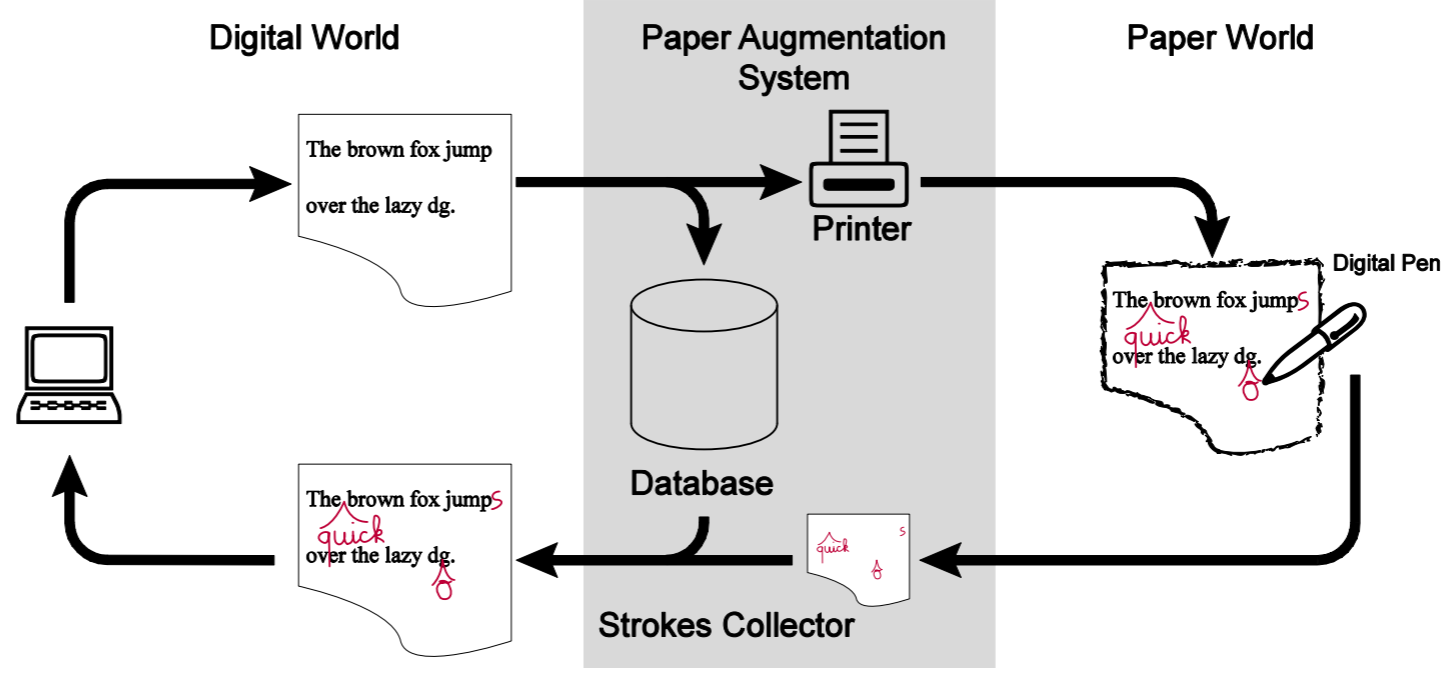 Digital World
Paper Augmentation
System
Paper World
The brown fox jump
over the lazy dg.
Printer
Digital Pen
The brown fox jumps
quick
over the lazy dg.
o
Database
The brown fox jumps
quick
over the lazy dg.
o
s
quick
o
Strokes Collector